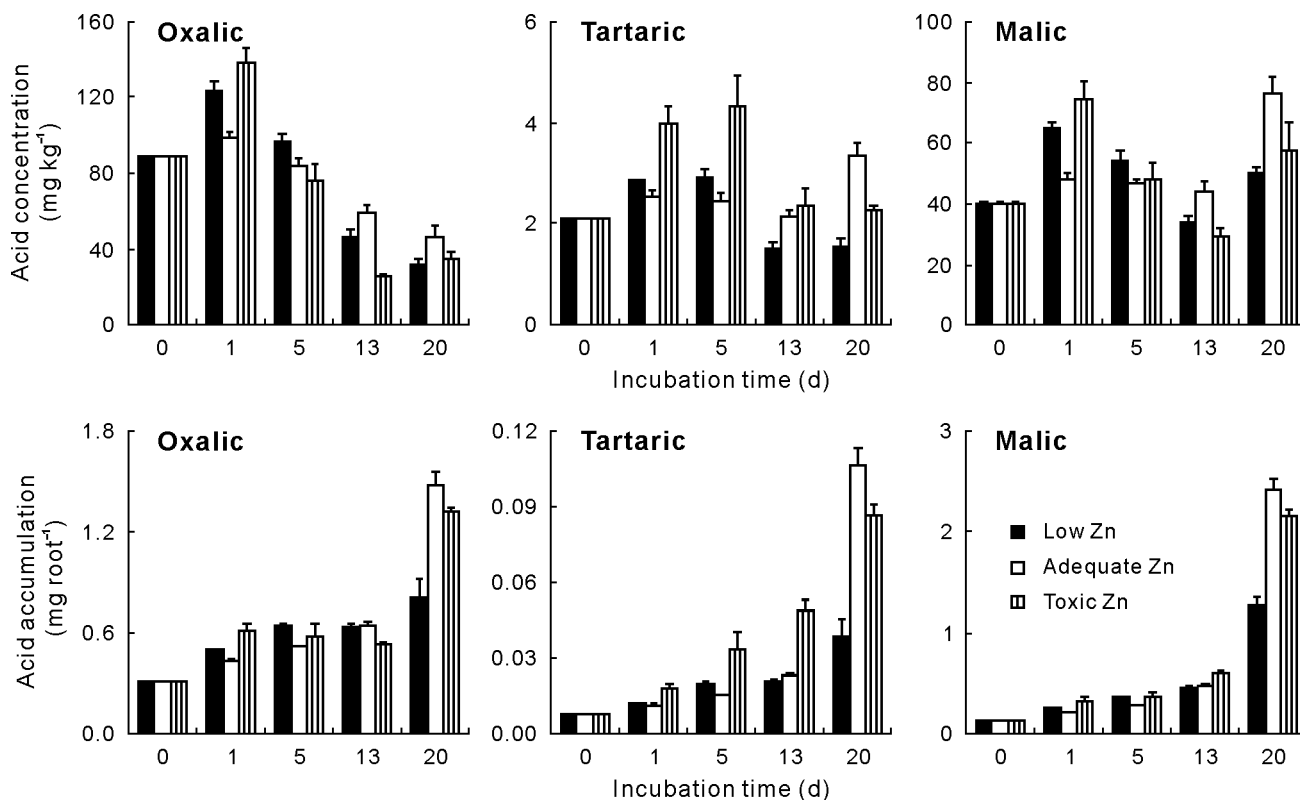 Acid concentration
(mg kg⁻¹)
Oxalic
160
120
80
40
0
0 1 5 13 20
Tartaric
6
4
2
0
0 1 5 13 20
Malic
100
80
60
40
20
0
0 1 5 13 20
Incubation time (d)
Acid accumulation
(mg root⁻¹)
Oxalic
1.8
1.2
0.6
0.0
0 1 5 13 20
Tartaric
0.12
0.09
0.06
0.03
0.00
0 1 5 13 20
Malic
3
2
1
0
Low Zn
Adequate Zn
Toxic Zn
0 1 5 13 20
Incubation time (d)